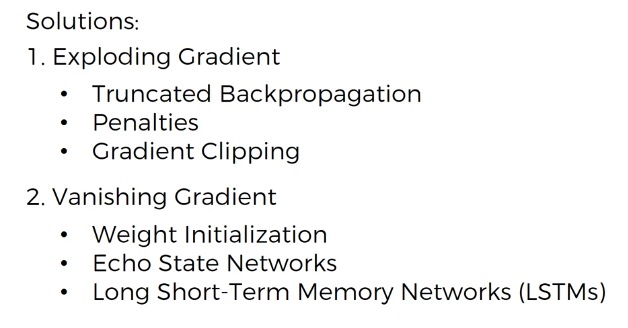 Solutions:
1. Exploding Gradient
• Truncated Backpropagation
• Penalties
• Gradient Clipping
2. Vanishing Gradient
• Weight Initialization
• Echo State Networks
• Long Short-Term Memory Networks (LSTMs)